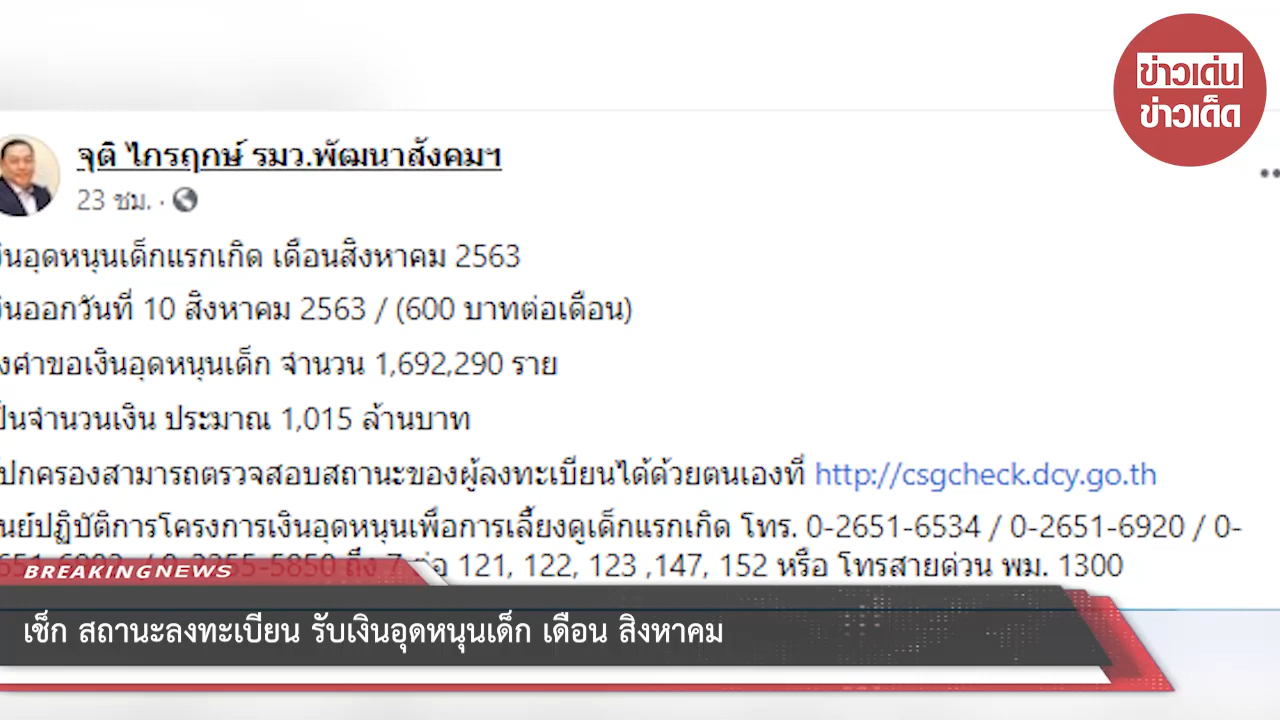 ข่าวเด่น
ข่าวเด็ด
จุติ ไกรฤกษ์ รมว.พัฒนาสังคมฯ
23 ชม.
งินอุดหนุนเด็กแรกเกิด เดือนสิงหาคม 2563
งินออกวันที่ 10 สิงหาคม 2563 / (600 บาทต่อเดือน)
งคำขอเงินอุดหนุนเด็ก จำนวน 1,692,290 ราย
ป็นจำนวนเงิน ประมาณ 1,015 ล้านบาท
ปกครองสามารถตรวจสอบสถานะของผู้ลงทะเบียนได้ด้วยตนเองที่ http://csgcheck.dcy.go.th
นย์ปฏิบัติการโครงการเงินอุดหนุนเพื่อการเลี้ยงดูเด็กแรกเกิด โทร. 0-2651-6534 / 0-2651-6920 / 0-
/ 0-2255-5850 ถึง 7 ต่อ 121, 122, 123 ,147, 152 หรือ โทรสายด่วน พม. 1300
BREAKING NEWS
เช็ก สถานะลงทะเบียน รับเงินอุดหนุนเด็ก เดือน สิงหาคม